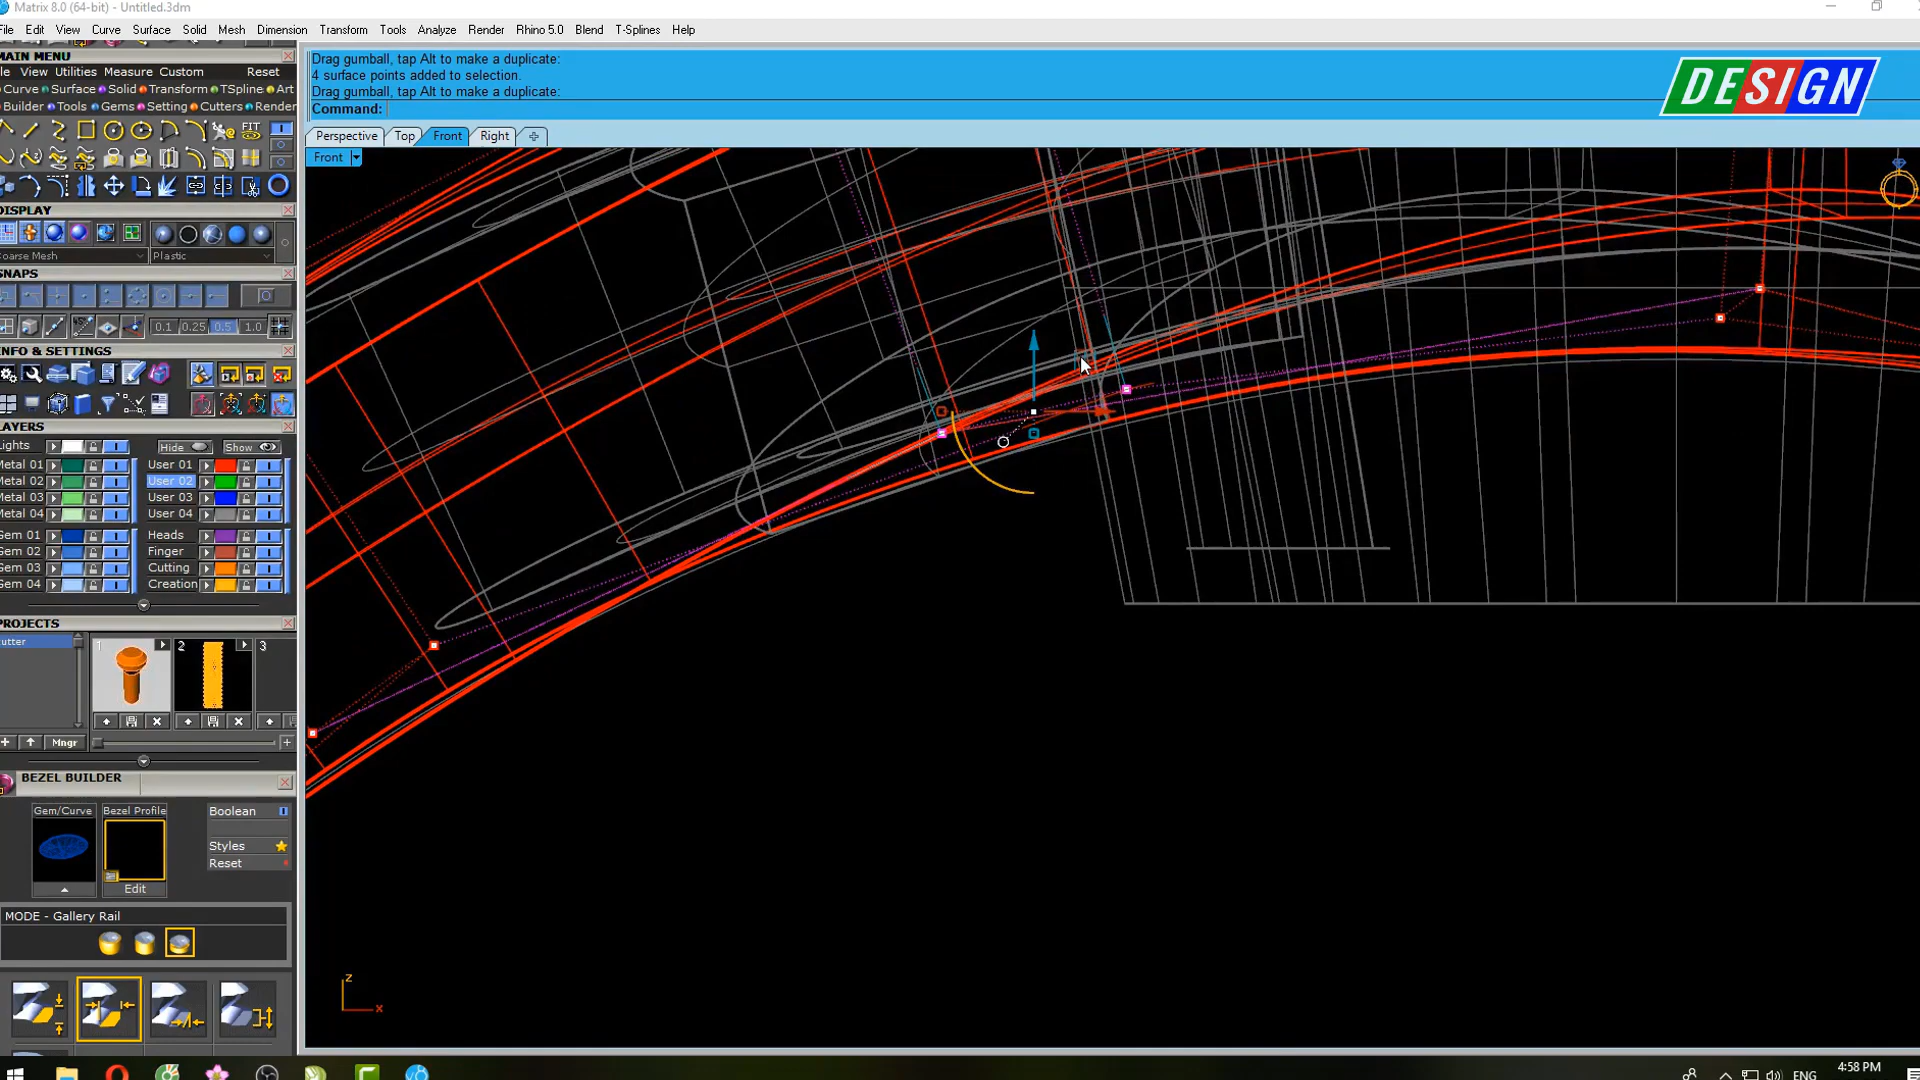 Matrix 8.0 (64-bit) - Untitled.3dm
File Edit View Curve Surface Solid Mesh Dimension Transform Tools Analyze Render Rhino 5.0 Blend T-Splines Help
MAIN MENU
le View Utilities Measure Custom Reset
Curve Surface Solid Transform TSpline Art
Builder Tools Gems Setting Cutters Render
FIT
DISPLAY
Coarse Mesh Plastic
SNAPS
0.1 0.25 0.5 1.0
INFO & SETTINGS
LAYERS
Lights Hide Show
Metal 01 User 01
Metal 02 User 02
Metal 03 User 03
Metal 04 User 04
Gem 01 Heads
Gem 02 Finger
Gem 03 Cutting
Gem 04 Creation
PROJECTS
utter
1 2 3
Mngr
BEZEL BUILDER
Gem/Curve Bezel Profile Boolean
Styles
Reset
Edit
MODE - Gallery Rail
Drag gumball, tap Alt to make a duplicate:
4 surface points added to selection.
Drag gumball, tap Alt to make a duplicate:
Command:
DESIGN
Perspective Top Front Right
Front
z
x
ENG
4:58 PM